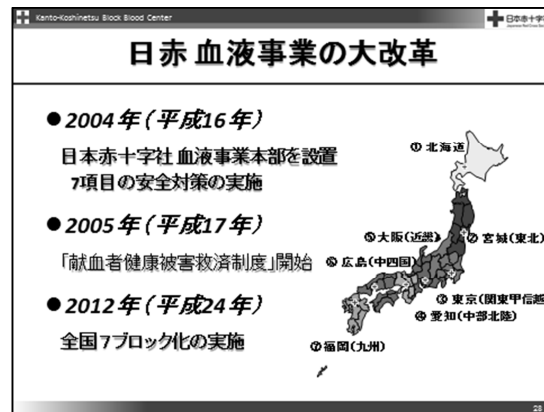 Kanto-Koshinetsu Block Blood Center
日本赤十字
日赤 血液事業の大改革
●2004年(平成16年)
日本赤十字社 血液事業本部を設置
7項目の安全対策の実施
●2005年(平成17年)
「献血者健康被害救済制度」開始
●2012年(平成24年)
全国7ブロック化の実施
①北海道
⑤大阪(近畿)
②宮城(東北)
⑥広島(中四国)
③東京(関東甲信越
④愛知(中部北陸)
⑦福岡(九州)